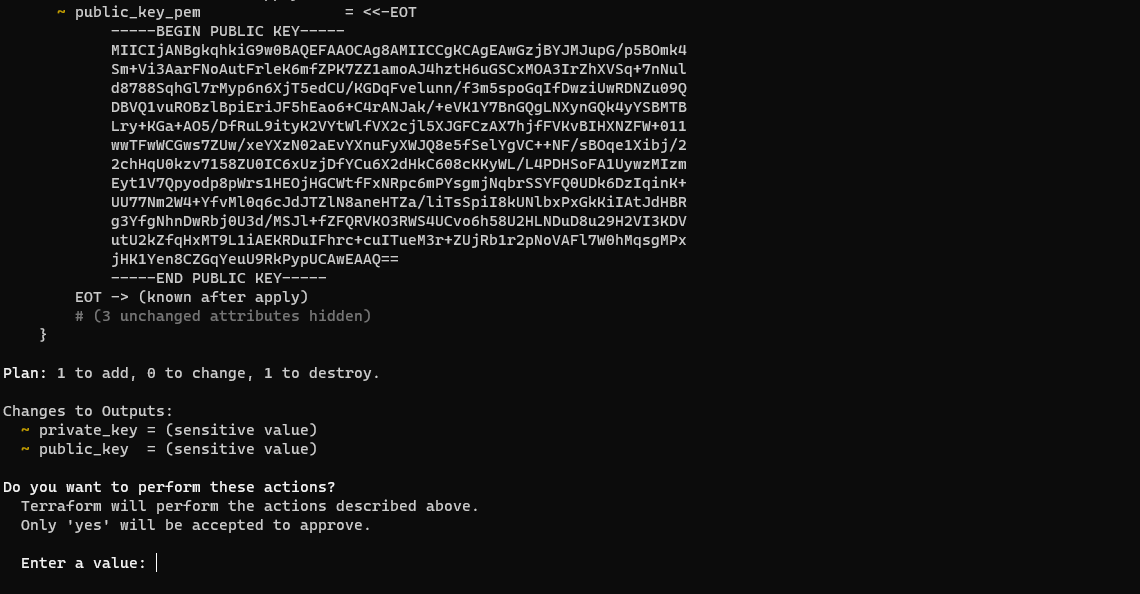 ~ public_key_pem                = <<-EOT
-----BEGIN PUBLIC KEY-----
MIICIjANBgkqhkiG9w0BAQEFAAOCAg8AMIICCgKCAgEAwGzjBYJMJupG/p5BOmk4
Sm+Vi3AarFNoAutFrleK6mfZPK7ZZ1amoAJ4hztH6uGSCxMOA3IrZhXVSq+7nNul
d8788SqhGl7rMyp6n6XjT5edCU/KGDqFvelunn/f3m5spoGqIfDwziUwRDNZu09Q
DBVQ1vuROBzlBpiEriJF5hEao6+C4rANJak/+eVK1Y7BnGQgLNXynGQk4yYSBMTB
Lry+KGa+AO5/DfRuL9ityK2VYtWlfVX2cjl5XJGFCzAX7hjfFVKvBIHXNZFW+011
wwTFwWCGws7ZUw/xeYXzN02aEvYXnuFyXWJQ8e5fSelYgVC++NF/sBOqe1Xibj/2
2chHqU0kzv7158ZU0IC6xUzjDfYCu6X2dHkC608cKKyWL/L4PDHSoFA1UywzMIzm
Eyt1V7Qpyodp8pWrs1HEOjHGCWtfFxNRpc6mPYsgmjNqbrSSYFQ0UDk6DzIqinK+
UU77Nm2W4+YfvMl0q6cJdJTZlN8aneHTZa/liTsSpiI8kUNlbxPxGkKiIAtJdHBR
g3YfgNhnDwRbj0U3d/MSJl+fZFQRVKO3RWS4UCvo6h58U2HLNDuD8u29H2VI3KDV
utU2kZfqHxMT9L1iAEKRDuIFhrc+cuITueM3r+ZUjRb1r2pNoVAFl7W0hMqsgMPx
jHK1Yen8CZGqYeuU9RkPypUCAwEAAQ==
-----END PUBLIC KEY-----
EOT -> (known after apply)
# (3 unchanged attributes hidden)
}
Plan: 1 to add, 0 to change, 1 to destroy.
Changes to Outputs:
~ private_key = (sensitive value)
~ public_key  = (sensitive value)
Do you want to perform these actions?
Terraform will perform the actions described above.
Only 'yes' will be accepted to approve.
Enter a value: